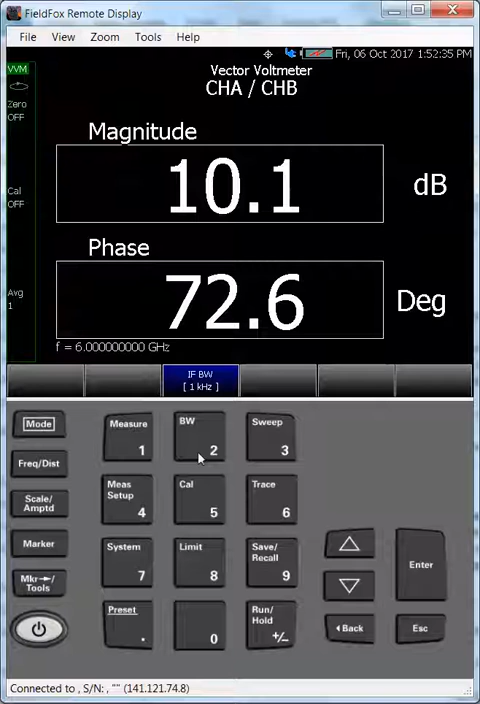 FieldFox Remote Display
File View Zoom Tools Help
Fri, 06 Oct 2017 1:52:35 PM
VVM
Vector Voltmeter
CHA / CHB
Zero
OFF
Magnitude
10.1 dB
Cal
OFF
Phase
72.6 Deg
Avg
1
f = 6.000000000 GHz
IF BW
[ 1 kHz ]
Mode
Measure
1
BW
2
Sweep
3
Freq/Dist
Meas
Setup
4
Cal
5
Trace
6
Scale/
Amptd
Marker
System
7
Limit
8
Save/
Recall
9
Enter
Mkr→/
Tools
Preset
.
0
Run/
Hold
+/-
Back
Esc
Connected to , S/N: , "" (141.121.74.8)